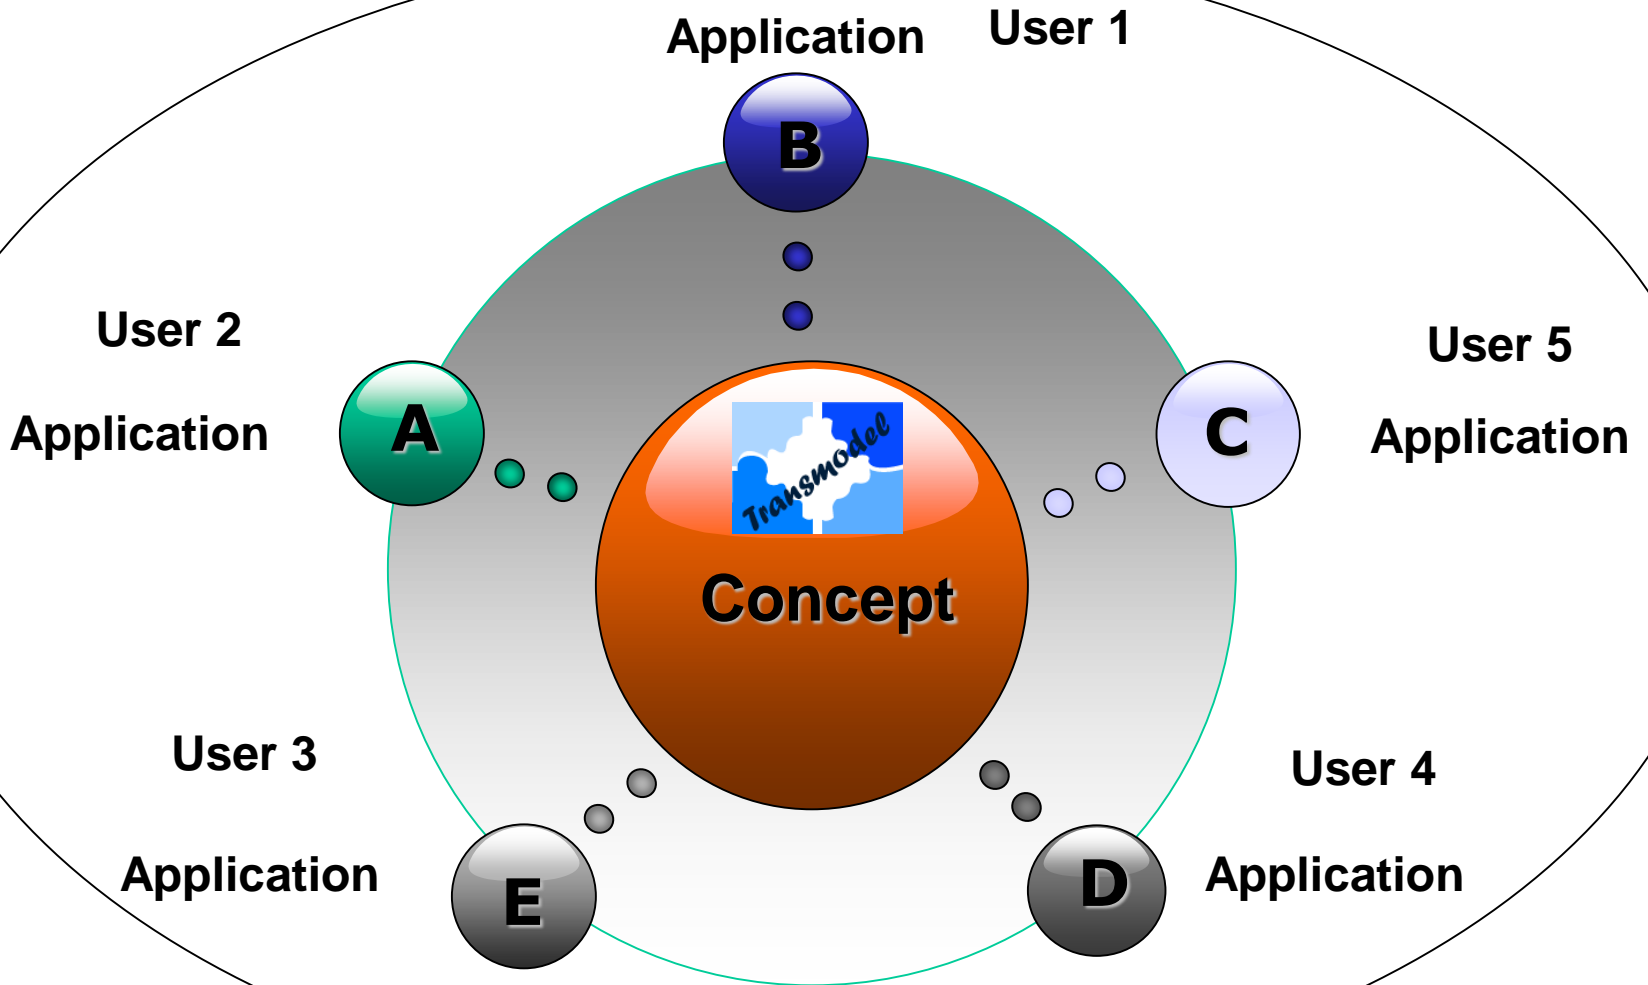 Application
User 1
B
User 2
A
Application
User 5
C
Application
Transmodel
Concept
User 3
Application
E
User 4
D
Application